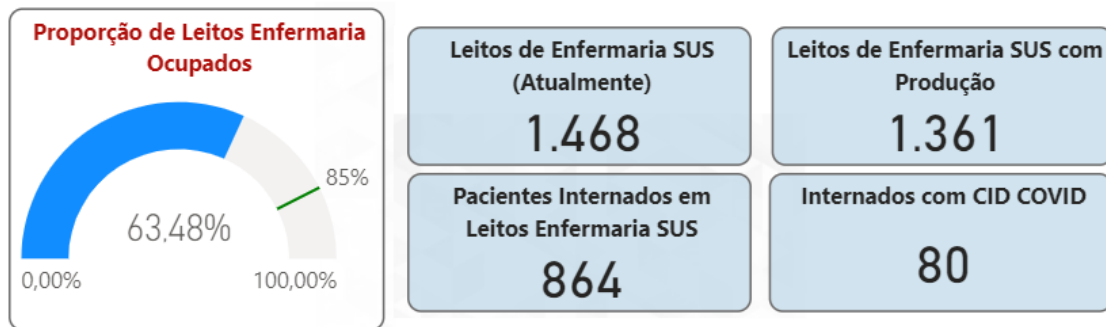 Proporção de Leitos Enfermaria
Ocupados
85%
63,48%
0,00%
100,00%
Leitos de Enfermaria SUS
(Atualmente)
1.468
Leitos de Enfermaria SUS com
Produção
1.361
Pacientes Internados em
Leitos Enfermaria SUS
864
Internados com CID COVID
80